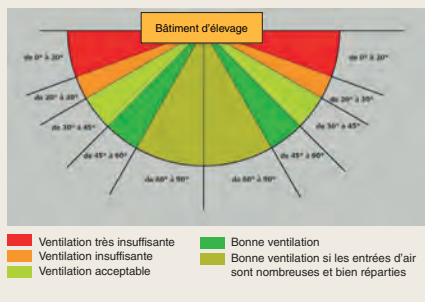 Bâtiment d'élevage
de 0° à 20°
de 0° à 20°
de 20° à 30°
de 20° à 30°
de 30° à 45°
de 30° à 45°
de 45° à 60°
de 45° à 60°
de 60° à 90°
de 60° à 90°
Ventilation très insuffisante
Ventilation insuffisante
Ventilation acceptable
Bonne ventilation
Bonne ventilation si les entrées d'air
sont nombreuses et bien réparties